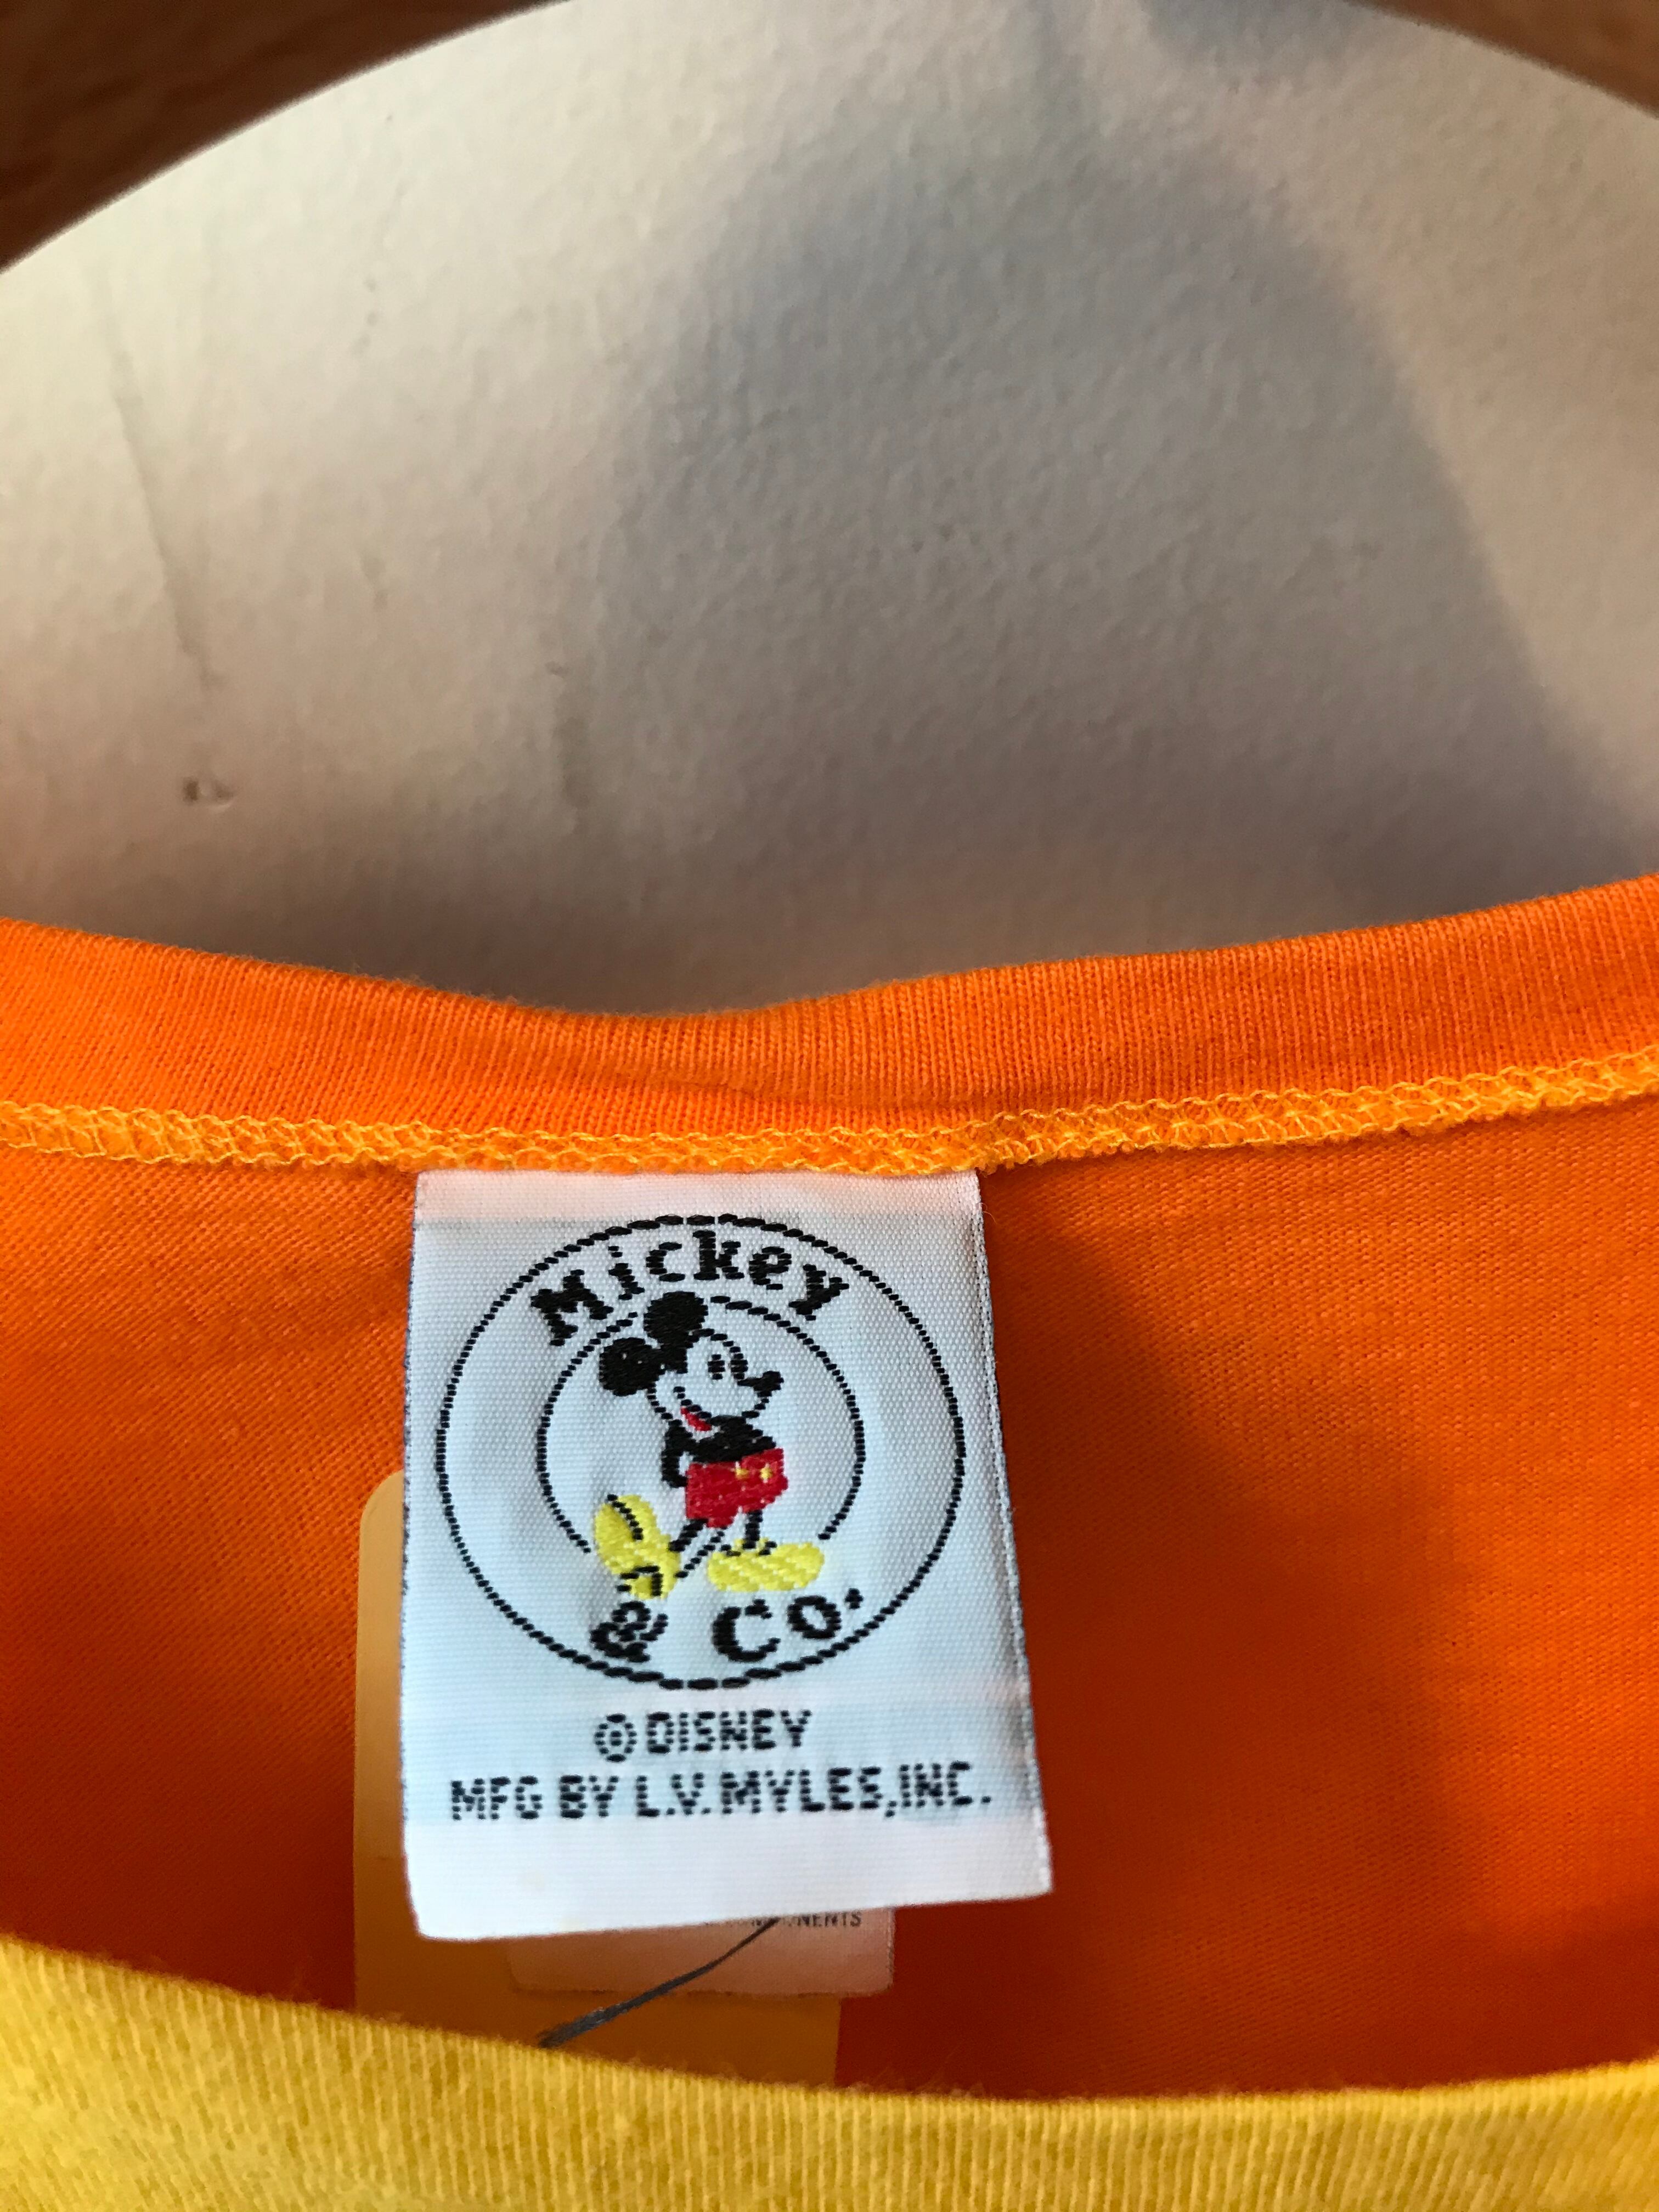 Mickey
& Co.
©DISNEY
MFG BY L.V. MYLES, INC.